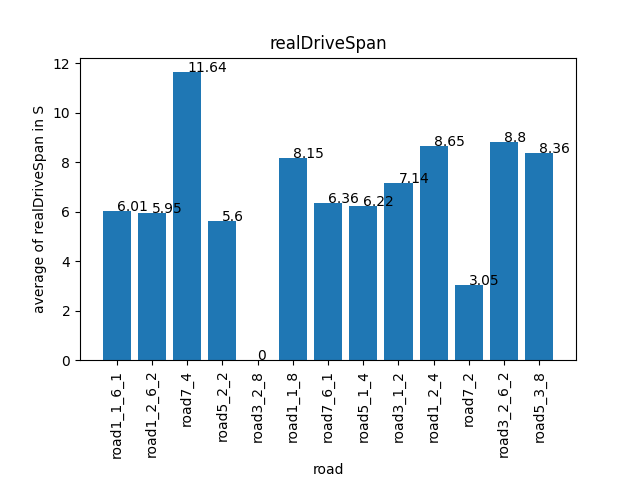 realDriveSpan
average of realDriveSpan in S
12
10
8
6
4
2
0
6.01
5.95
11.64
5.6
0
8.15
6.36
6.22
7.14
8.65
3.05
8.8
8.36
road1_1_6_1
road1_2_6_2
road7_4
road5_2_2
road3_2_8
road1_1_8
road7_6_1
road5_1_4
road3_1_2
road1_2_4
road7_2
road3_2_6_2
road5_3_8
road